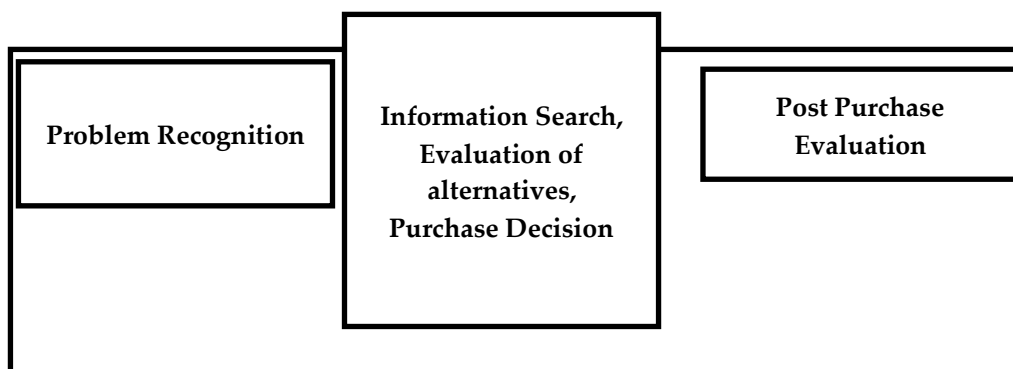 Problem Recognition
Information Search,
Evaluation of
alternatives,
Purchase Decision
Post Purchase
Evaluation